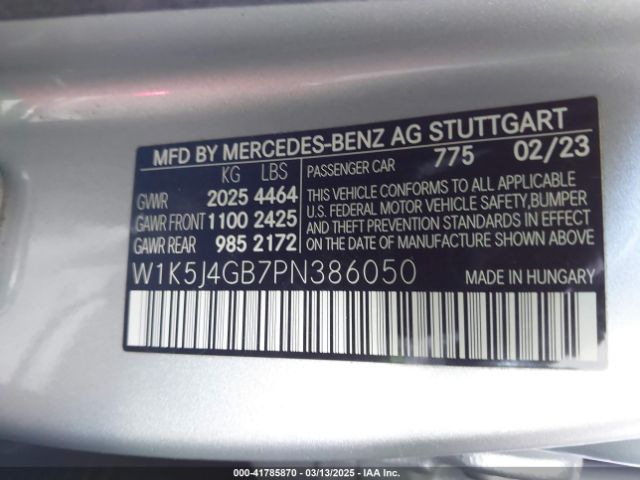 MFD BY MERCEDES-BENZ AG STUTTGART
KG LBS
GVWR 2025 4464
GAWR FRONT 1100 2425
GAWR REAR 985 2172
PASSENGER CAR 775 02/23
THIS VEHICLE CONFORMS TO ALL APPLICABLE
U.S. FEDERAL MOTOR VEHICLE SAFETY,BUMPER
AND THEFT PREVENTION STANDARDS IN EFFECT
ON THE DATE OF MANUFACTURE SHOWN ABOVE
W1K5J4GB7PN386050 MADE IN HUNGARY
000-41785870 | 03/13/2025 | IAA Inc.